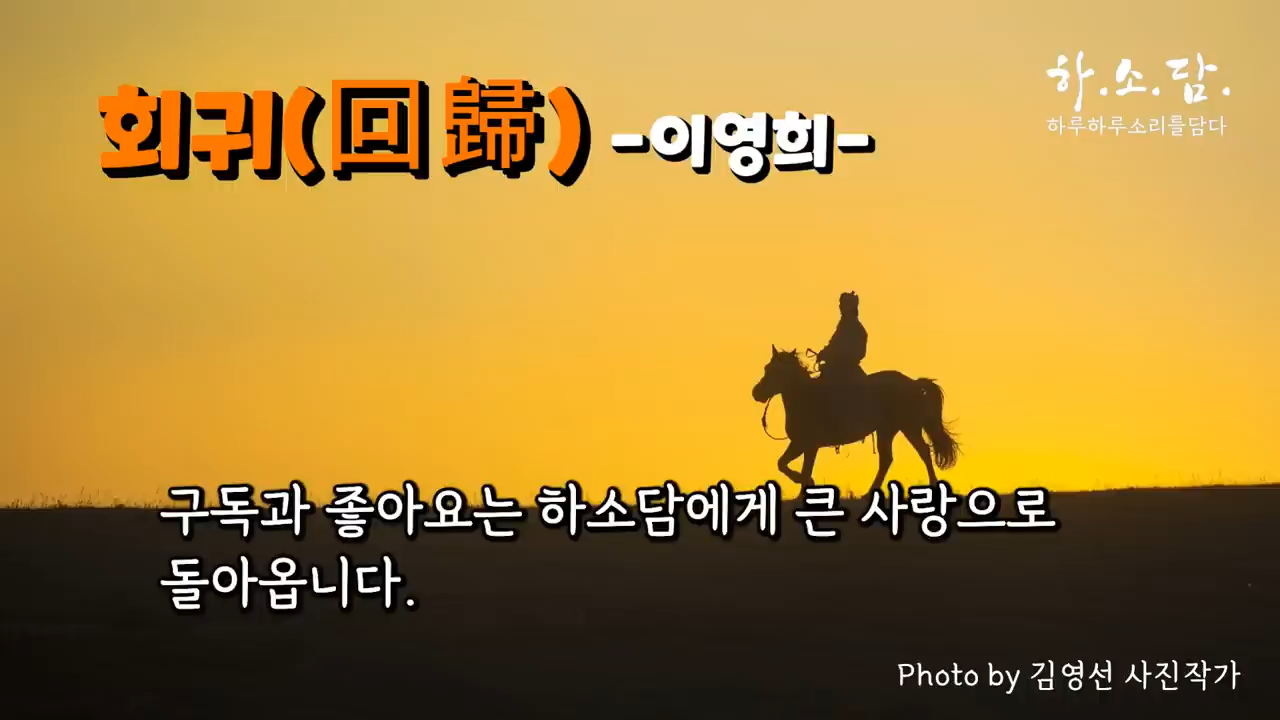 회귀(回歸) -이영희-
하.소.담.
하루하루소리를담다
구독과 좋아요는 하소담에게 큰 사랑으로
돌아옵니다.
Photo by 김영선 사진작가